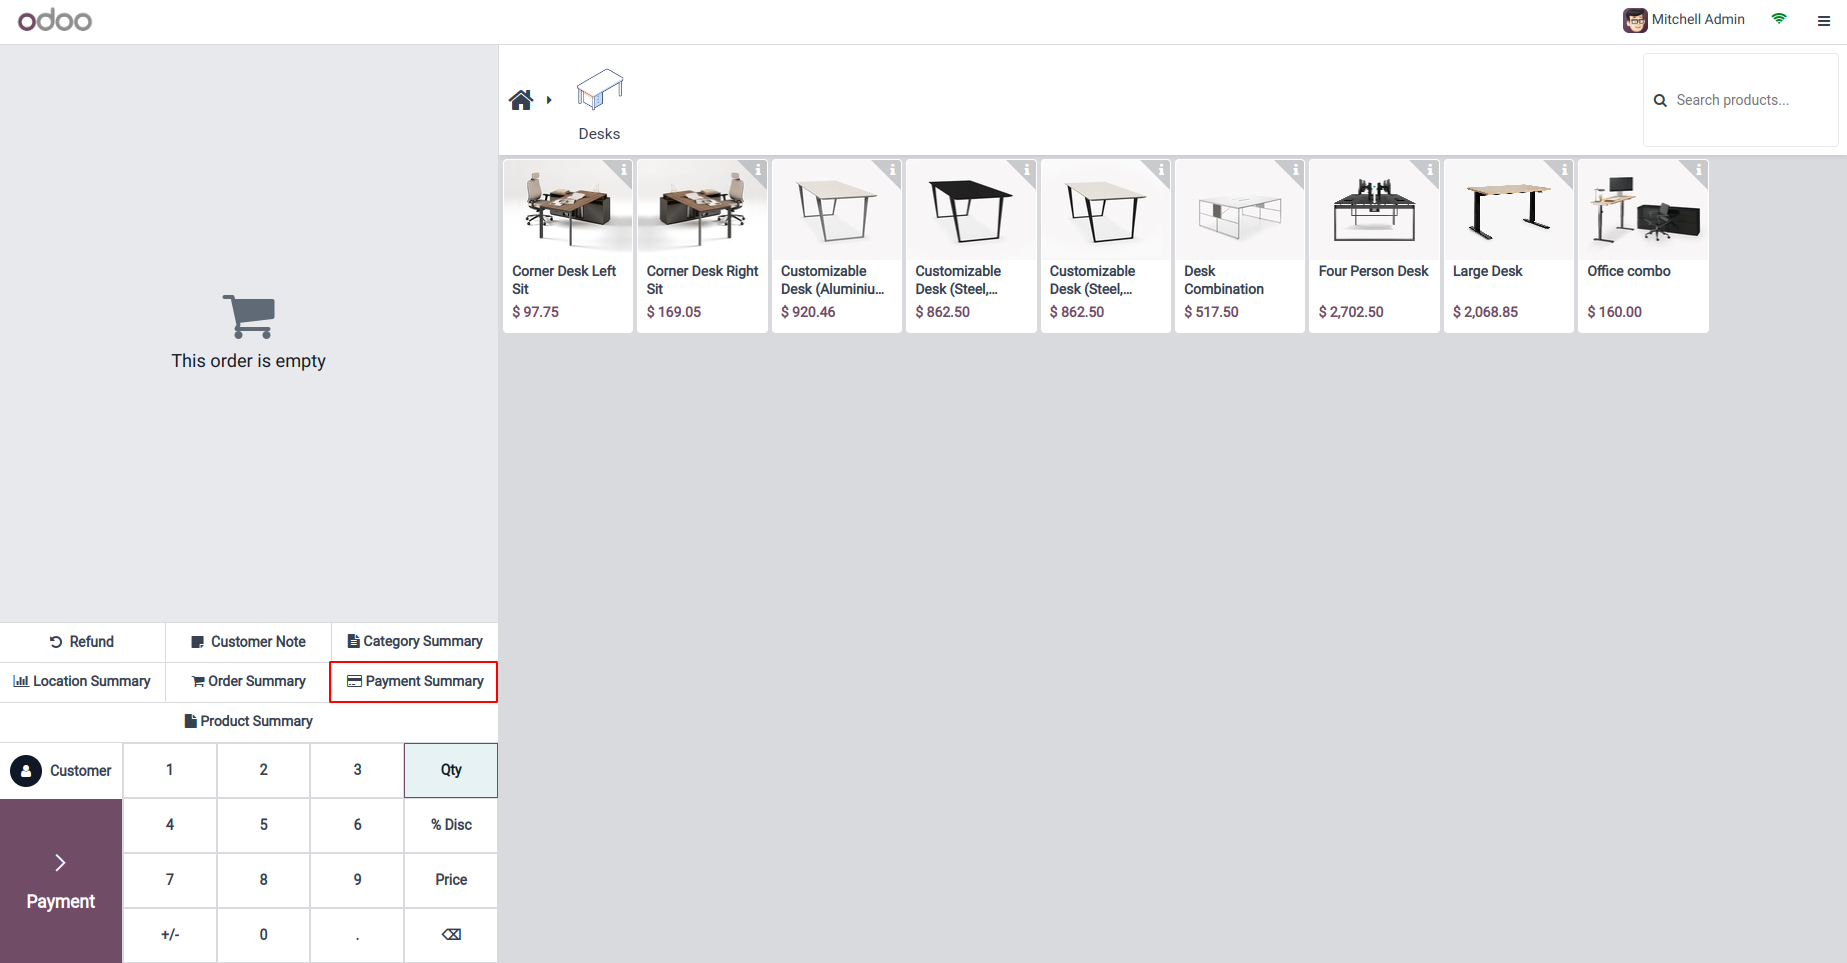 odoo
Mitchell Admin
Desks
Search products...
Corner Desk Left
Sit
$ 97.75
Corner Desk Right
Sit
$ 169.05
Customizable
Desk (Aluminiu...
$ 920.46
Customizable
Desk (Steel,...
$ 862.50
Customizable
Desk (Steel,...
$ 862.50
Desk
Combination
$ 517.50
Four Person Desk
$ 2,702.50
Large Desk
$ 2,068.85
Office combo
$ 160.00
This order is empty
Refund
Customer Note
Category Summary
Location Summary
Order Summary
Payment Summary
Product Summary
Customer
1
2
3
Qty
4
5
6
% Disc
7
8
9
Price
Payment
+/-
0
.